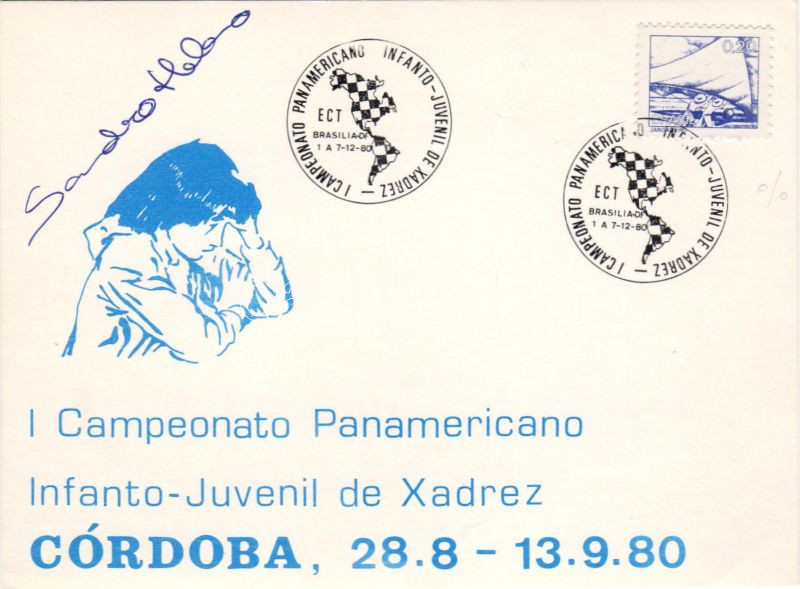 Sandro Heleno
I CAMPEONATO PANAMERICANO INFANTO-JUVENIL DE XADREZ
ECT
BRASILIA-DF
1 A 7-12-80
0,20
JANGADA
I CAMPEONATO PANAMERICANO INFANTO-JUVENIL DE XADREZ
ECT
BRASILIA-DF
1 A 7-12-80
I Campeonato Panamericano
Infanto-Juvenil de Xadrez
CÓRDOBA, 28.8 - 13.9.80